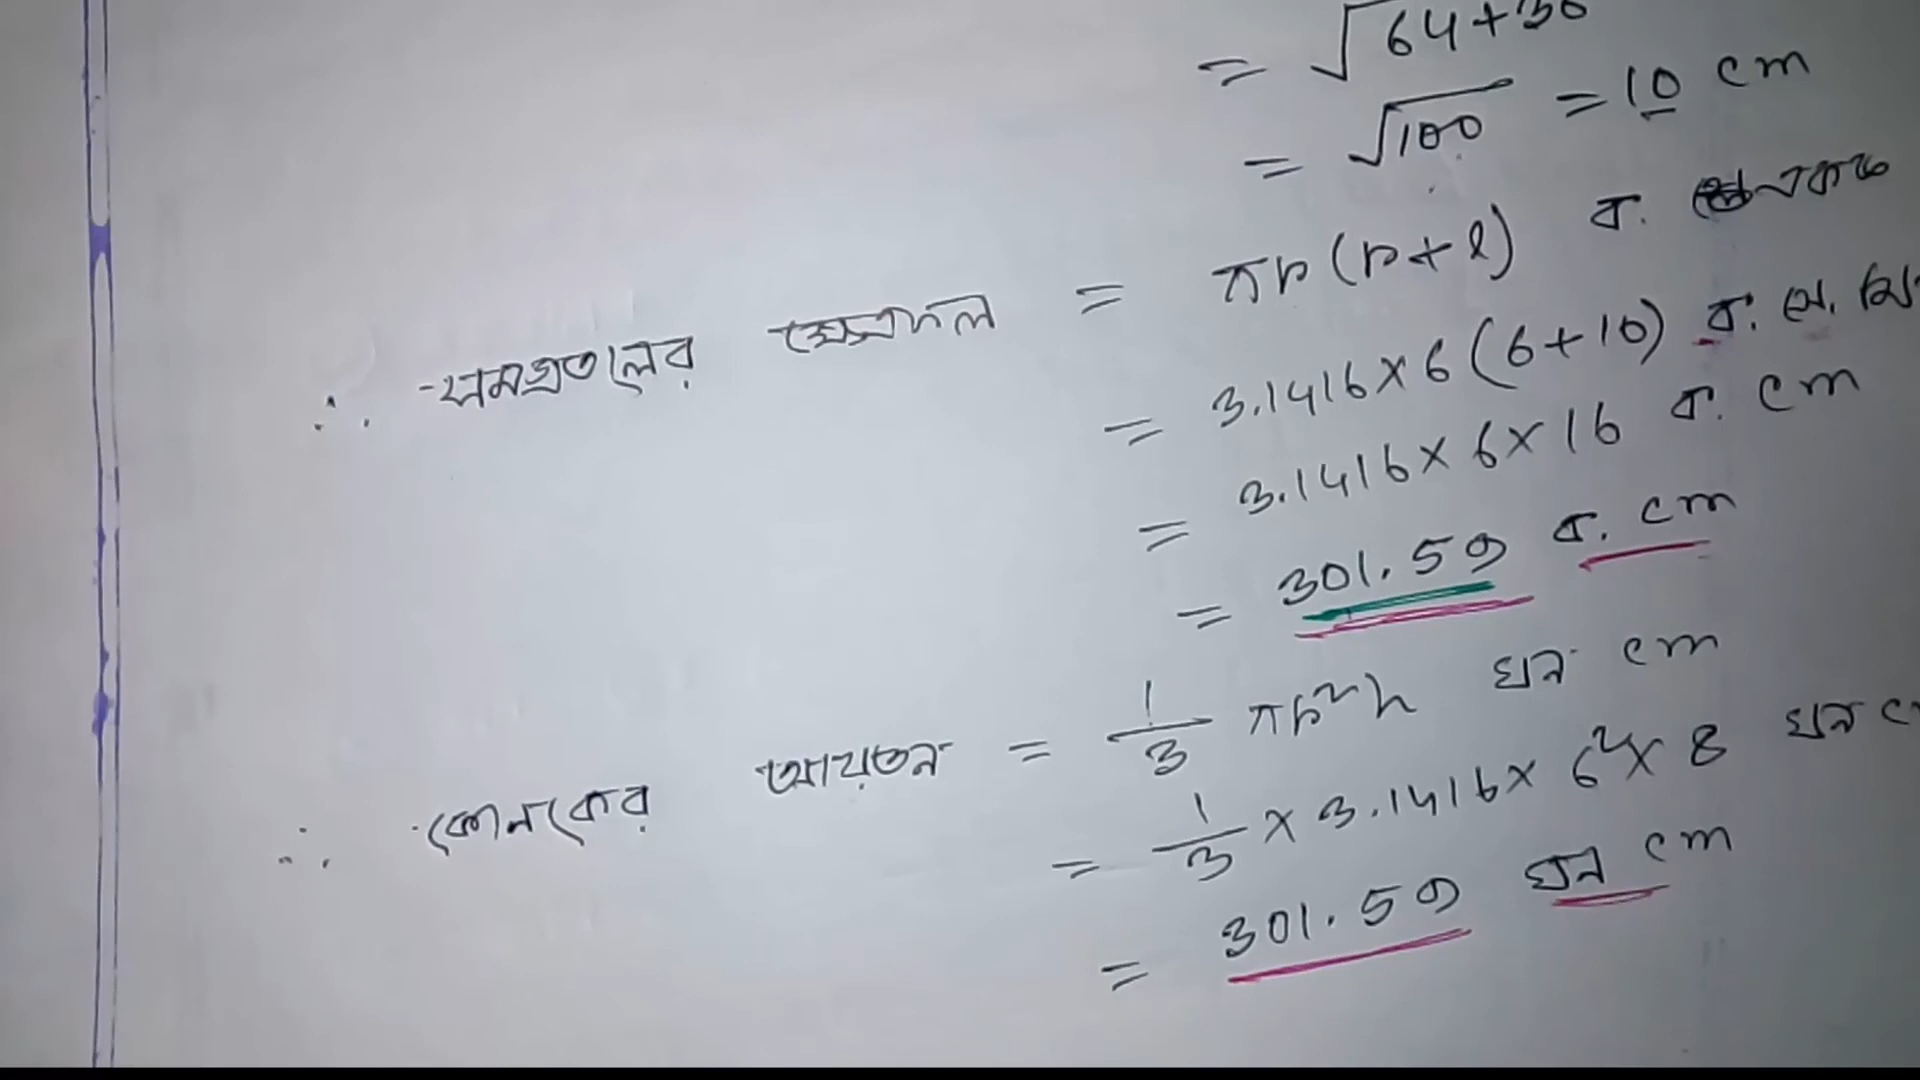 = √64+36
= √100 = 10 cm
∴ সমগ্রতলের ক্ষেত্রফল = πr(r+l) ব. একক
= 3.1416×6(6+10) ব. সে. মি.
= 3.1416×6×16 ব. cm
= 301.59 ব. cm
∴ কোনকের আয়তন = 1/3 πr²h ঘন cm
= 1/3 × 3.1416× 6²× 8 ঘন c
= 301.59 ঘন cm